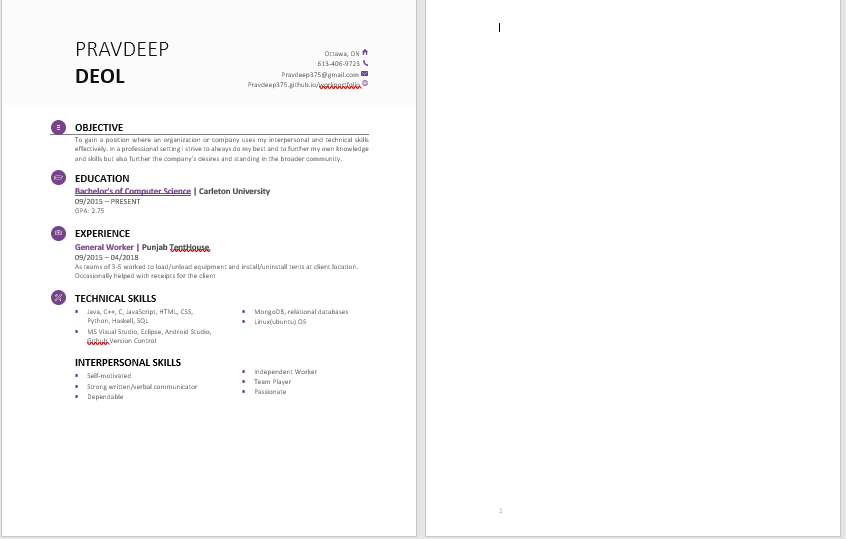 PRAVDEEP
DEOL
Ottawa, ON
613-406-9723
Pravdeep375@gmail.com
Pravdeep375.github.io/workportfolio
OBJECTIVE
To gain a position where an organization or company uses my interpersonal and technical skills
effectively. In a professional setting I strive to always do my best and to further my own knowledge
and skills but also further the company's desires and standing in the broader community.
EDUCATION
Bachelor's of Computer Science | Carleton University
09/2015 – PRESENT
GPA: 2.75
EXPERIENCE
General Worker | Punjab TentHouse
09/2015 – 04/2018
As teams of 3-5 worked to load/unload equipment and install/uninstall tents at client location.
Occasionally helped with receipts for the client
TECHNICAL SKILLS
Java, C++, C, JavaScript, HTML, CSS,
Python, Haskell, SQL
MS Visual Studio, Eclipse, Android Studio,
Github Version Control
MongoDB, relational databases
Linux(ubuntu) OS
INTERPERSONAL SKILLS
Self-motivated
Strong written/verbal communicator
Dependable
Independent Worker
Team Player
Passionate
2